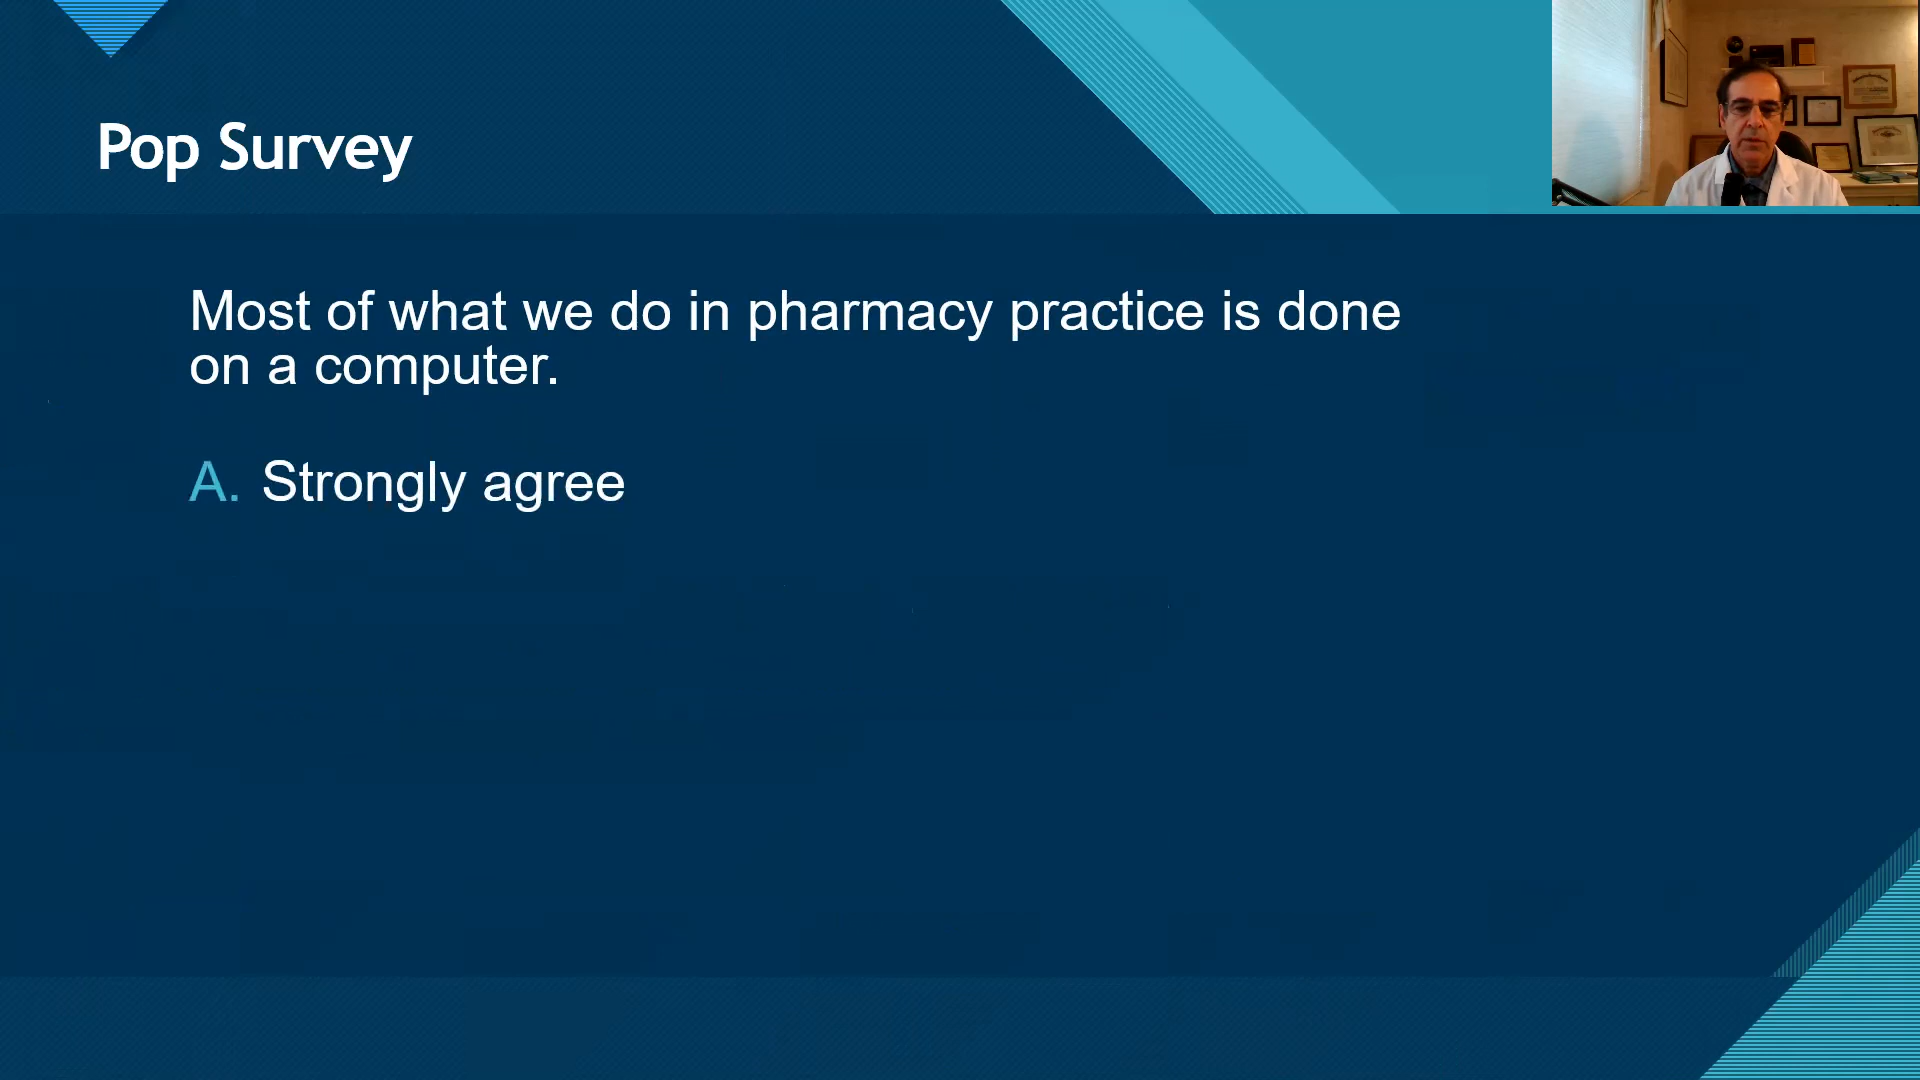 Pop Survey
Most of what we do in pharmacy practice is done
on a computer.
A. Strongly agree